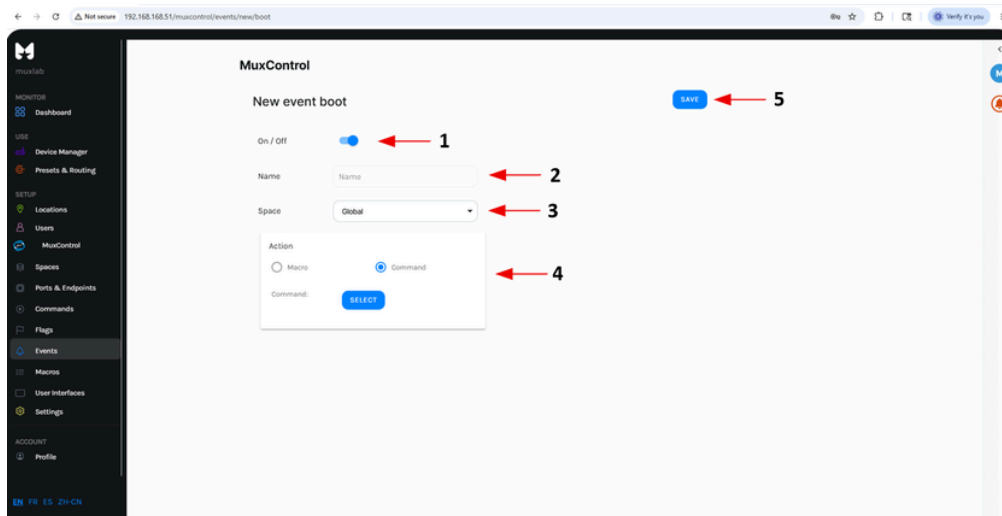 Not secure 192.168.168.51/muxcontrol/events/new/boot
Verify it's you
muxlab
MONITOR
Dashboard
USE
Device Manager
Presets & Routing
SETUP
Locations
Users
MuxControl
Spaces
Ports & Endpoints
Commands
Flags
Events
Macros
User Interfaces
Settings
ACCOUNT
Profile
EN FR ES ZH-CN
MuxControl
New event boot
SAVE 5
On / Off 1
Name Name 2
Space Global 3
Action
Macro Command 4
Command: SELECT
M